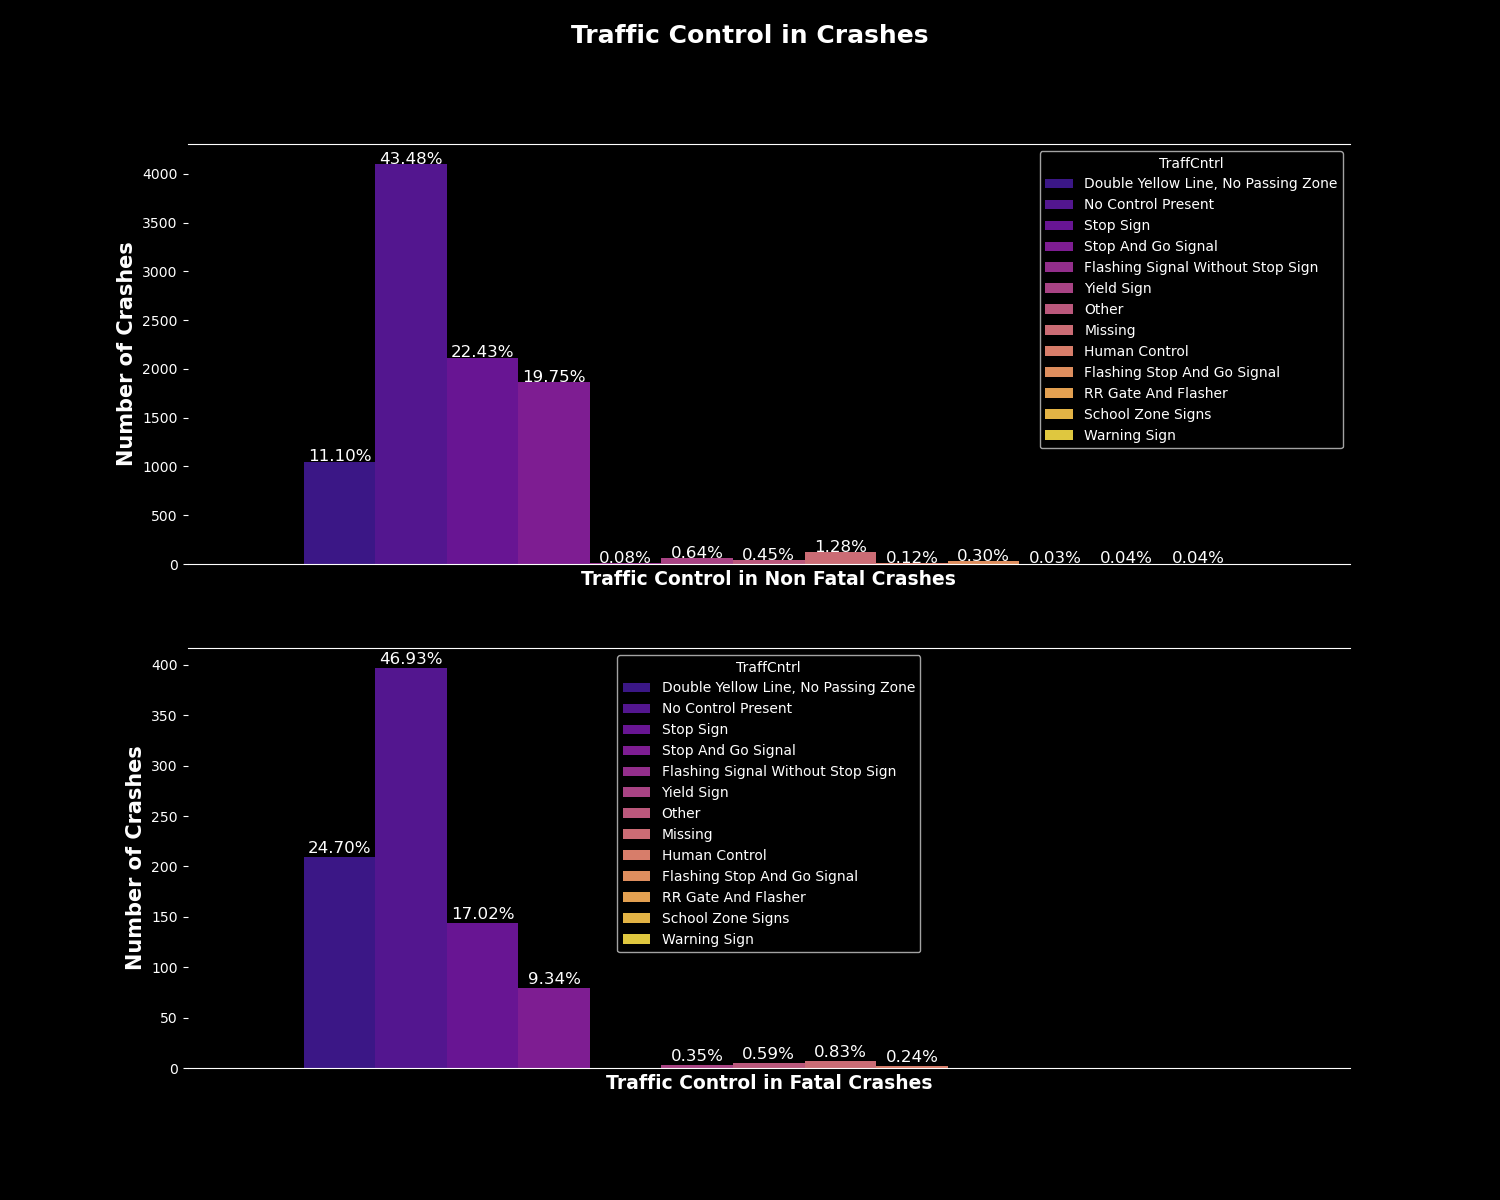 Traffic Control in Crashes
43.48%
22.43%
19.75%
11.10%
0.08%
0.64%
0.45%
1.28%
0.12%
0.30%
0.03%
0.04%
0.04%
4000
3500
3000
2500
2000
1500
1000
500
0
Number of Crashes
TraffCntrl
Double Yellow Line, No Passing Zone
No Control Present
Stop Sign
Stop And Go Signal
Flashing Signal Without Stop Sign
Yield Sign
Other
Missing
Human Control
Flashing Stop And Go Signal
RR Gate And Flasher
School Zone Signs
Warning Sign
Traffic Control in Non Fatal Crashes
46.93%
24.70%
17.02%
9.34%
0.35%
0.59%
0.83%
0.24%
400
350
300
250
200
150
100
50
0
Number of Crashes
TraffCntrl
Double Yellow Line, No Passing Zone
No Control Present
Stop Sign
Stop And Go Signal
Flashing Signal Without Stop Sign
Yield Sign
Other
Missing
Human Control
Flashing Stop And Go Signal
RR Gate And Flasher
School Zone Signs
Warning Sign
Traffic Control in Fatal Crashes